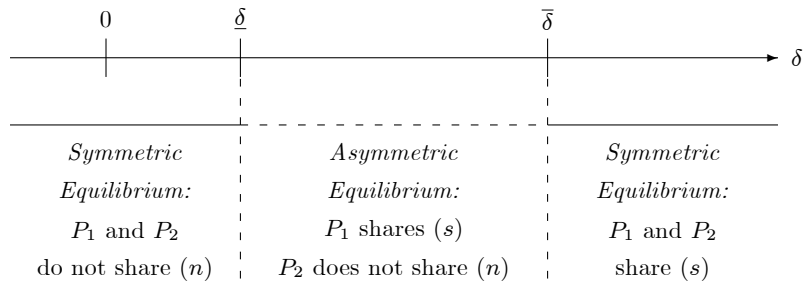 0 δ̲ δ̄
δ
Symmetric Asymmetric Symmetric
Equilibrium: Equilibrium: Equilibrium:
P₁ and P₂ P₁ shares (s) P₁ and P₂
do not share (n) P₂ does not share (n) share (s)